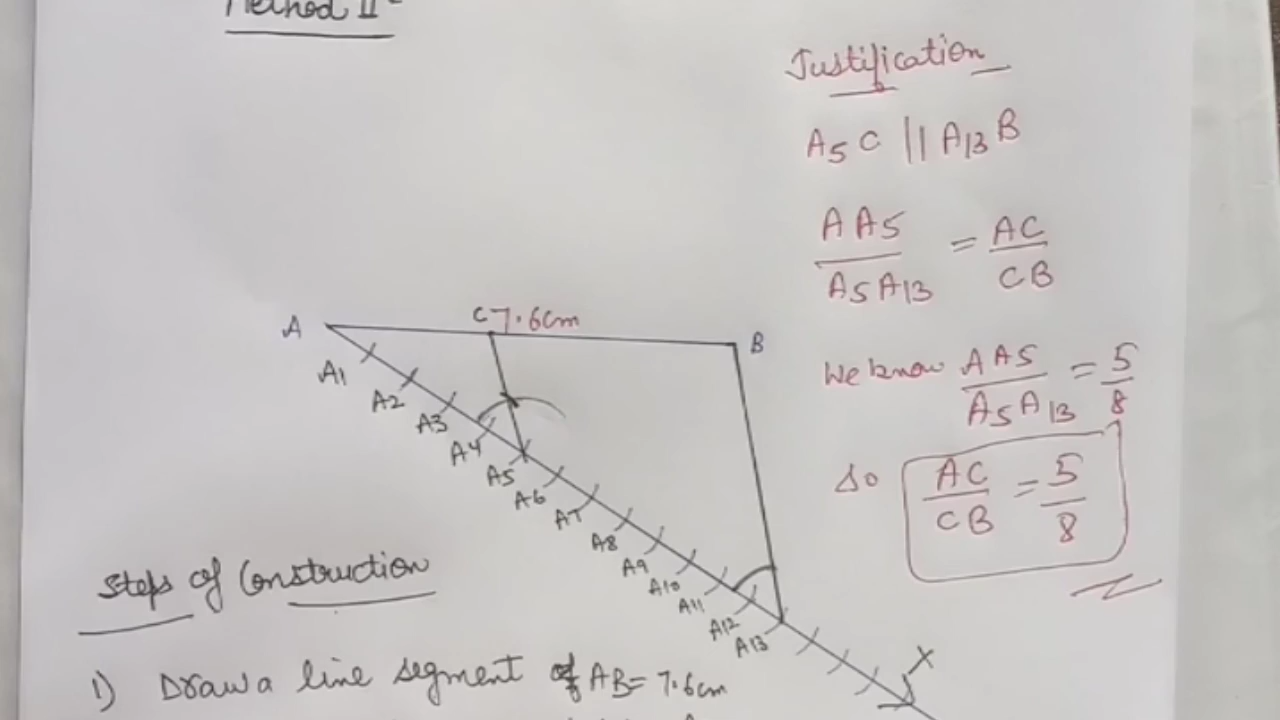 Method II
Justification
A5C || A13B
AA5/A5A13 = AC/CB
We know AA5/A5A13 = 5/8
So AC/CB = 5/8
A
C
7.6cm
B
A1
A2
A3
A4
A5
A6
A7
A8
A9
A10
A11
A12
A13
X
Steps of Construction
1) Draw a line segment of AB = 7.6cm